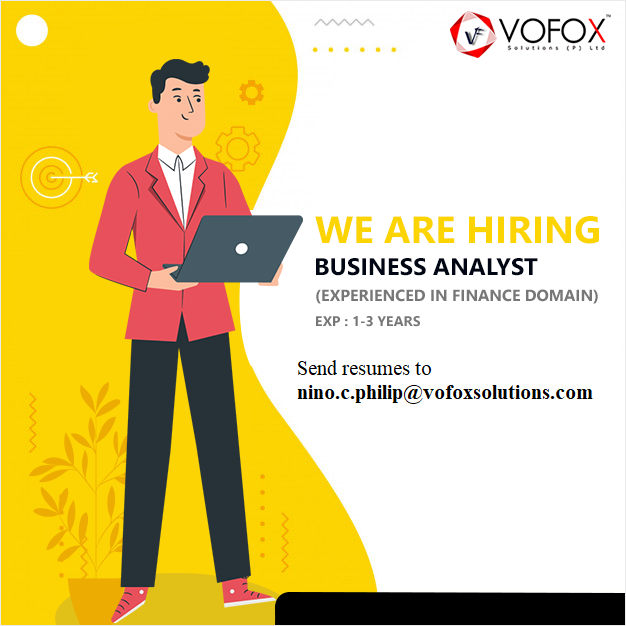 VOFOX™
Solutions (P) Ltd
WE ARE HIRING
BUSINESS ANALYST
(EXPERIENCED IN FINANCE DOMAIN)
EXP : 1-3 YEARS
Send resumes to
nino.c.philip@vofoxsolutions.com